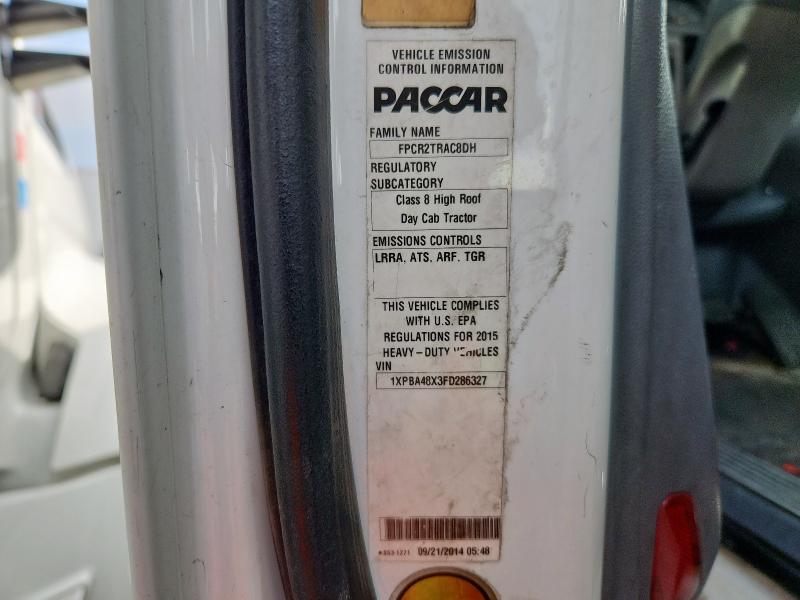 VEHICLE EMISSION
CONTROL INFORMATION
PACCAR
FAMILY NAME
FPCR2TRAC8DH
REGULATORY
SUBCATEGORY
Class 8 High Roof
Day Cab Tractor
EMISSIONS CONTROLS
LRRA, ATS, ARF, TGR
THIS VEHICLE COMPLIES
WITH U.S. EPA
REGULATIONS FOR 2015
HEAVY-DUTY VEHICLES
VIN
1XPBA48X3FD286327
09/21/2014 05:48